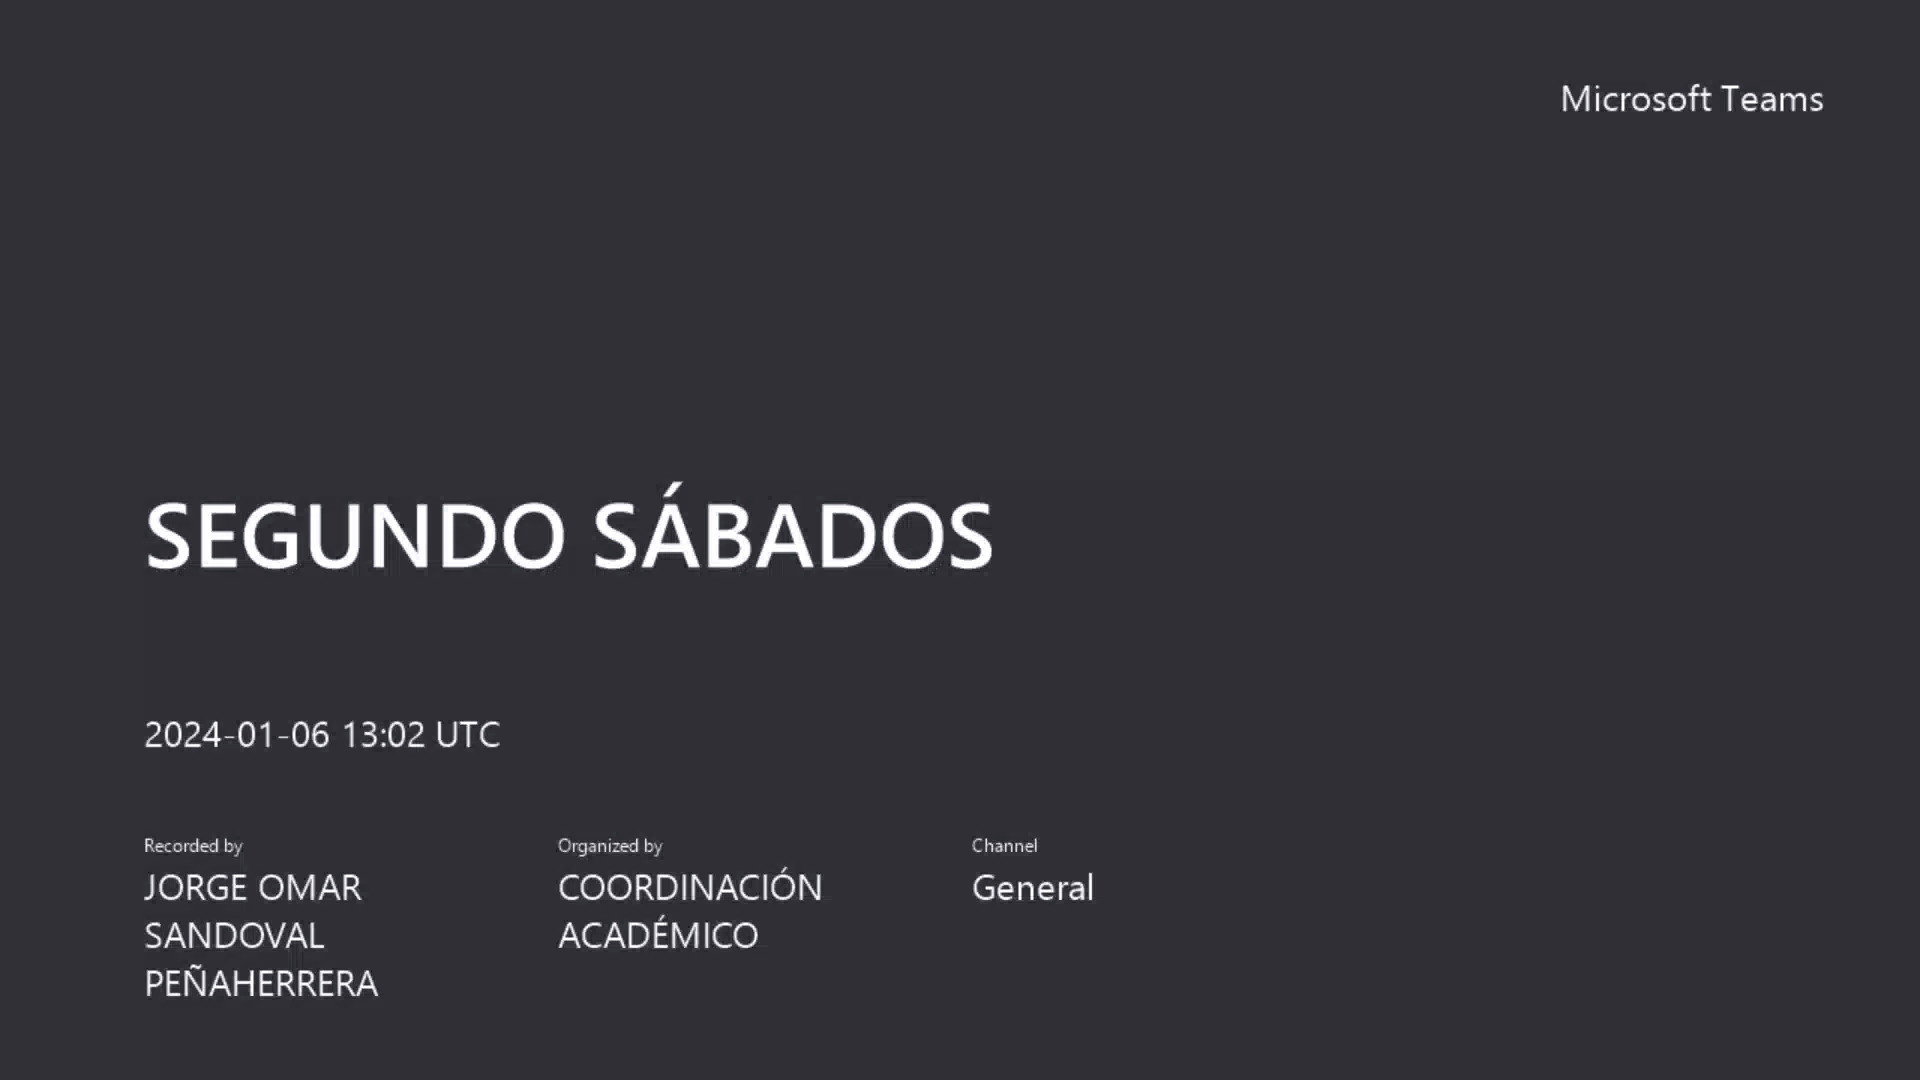 Microsoft Teams
SEGUNDO SÁBADOS
2024-01-06 13:02 UTC
Recorded by
JORGE OMAR
SANDOVAL
PEÑAHERRERA
Organized by
COORDINACIÓN
ACADÉMICO
Channel
General